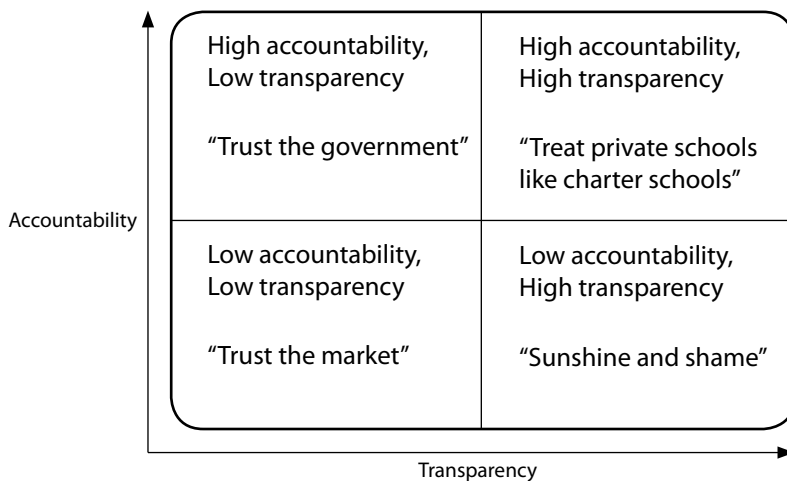 High accountability,
Low transparency
“Trust the government”
High accountability,
High transparency
“Treat private schools
like charter schools”
Accountability
Low accountability,
Low transparency
“Trust the market”
Low accountability,
High transparency
“Sunshine and shame”
Transparency